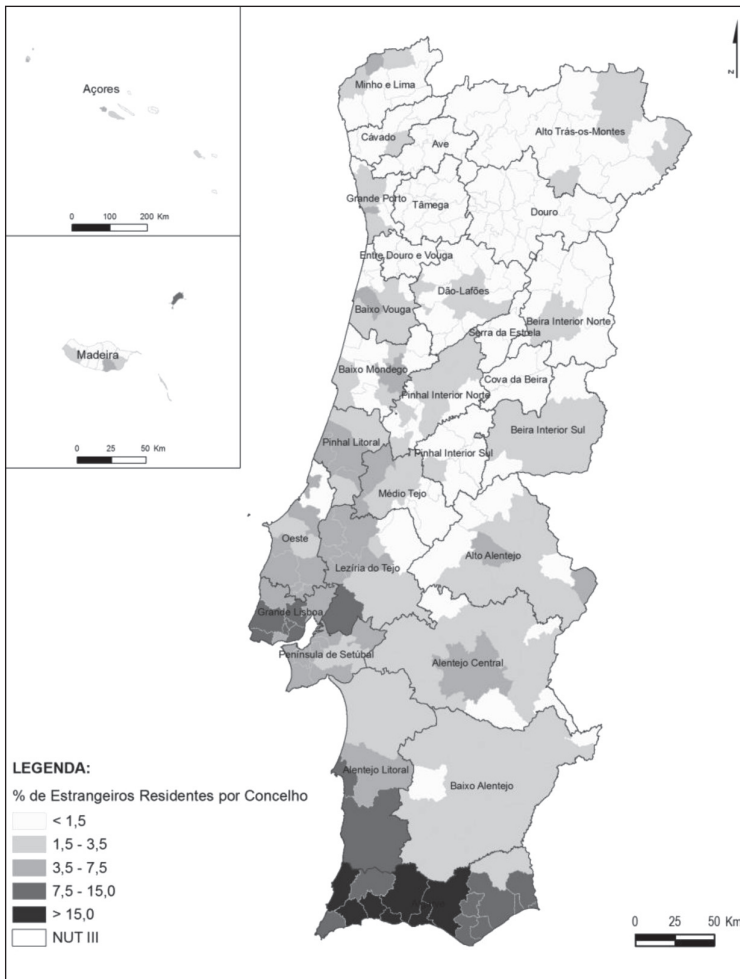 Açores
0 100 200 Km
Madeira
0 25 50 Km
N
Minho e Lima
Alto Trás-os-Montes
Cávado
Ave
Grande Porto
Tâmega
Douro
Entre Douro e Vouga
Dão-Lafões
Baixo Vouga
Beira Interior Norte
Serra da Estrela
Baixo Mondego
Cova da Beira
Pinhal Interior Norte
Beira Interior Sul
Pinhal Litoral
Pinhal Interior Sul
Médio Tejo
Oeste
Alto Alentejo
Lezíria do Tejo
Grande Lisboa
Península de Setúbal
Alentejo Central
Alentejo Litoral
Baixo Alentejo
LEGENDA:
% de Estrangeiros Residentes por Concelho
< 1,5
1,5 - 3,5
3,5 - 7,5
7,5 - 15,0
> 15,0
NUT III
0 25 50 Km